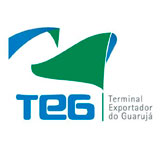 TEG
Terminal
Exportador
do Guarujá